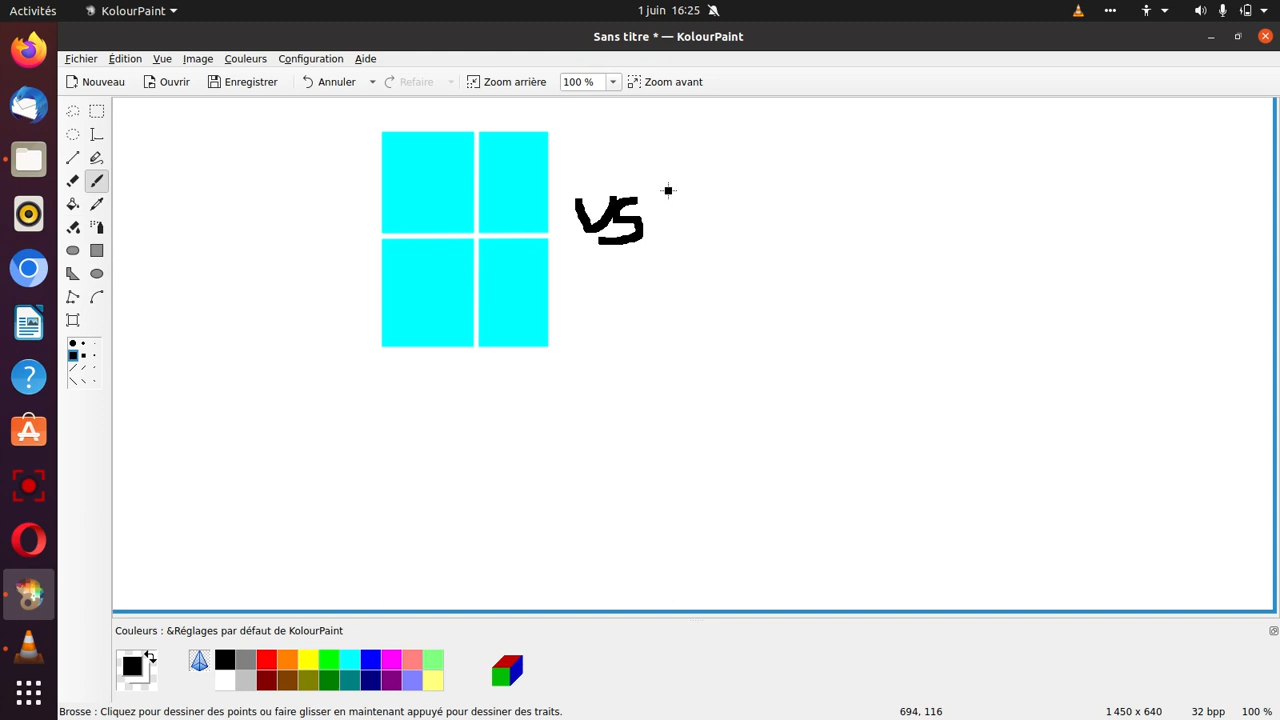 Activités KolourPaint 1 juin 16:25
Sans titre * — KolourPaint
Fichier Édition Vue Image Couleurs Configuration Aide
Nouveau Ouvrir Enregistrer Annuler Refaire Zoom arrière 100 % Zoom avant
VS
Couleurs : &Réglages par défaut de KolourPaint
Brosse : Cliquez pour dessiner des points ou faire glisser en maintenant appuyé pour dessiner des traits. 694, 116 1 450 x 640 32 bpp 100 %